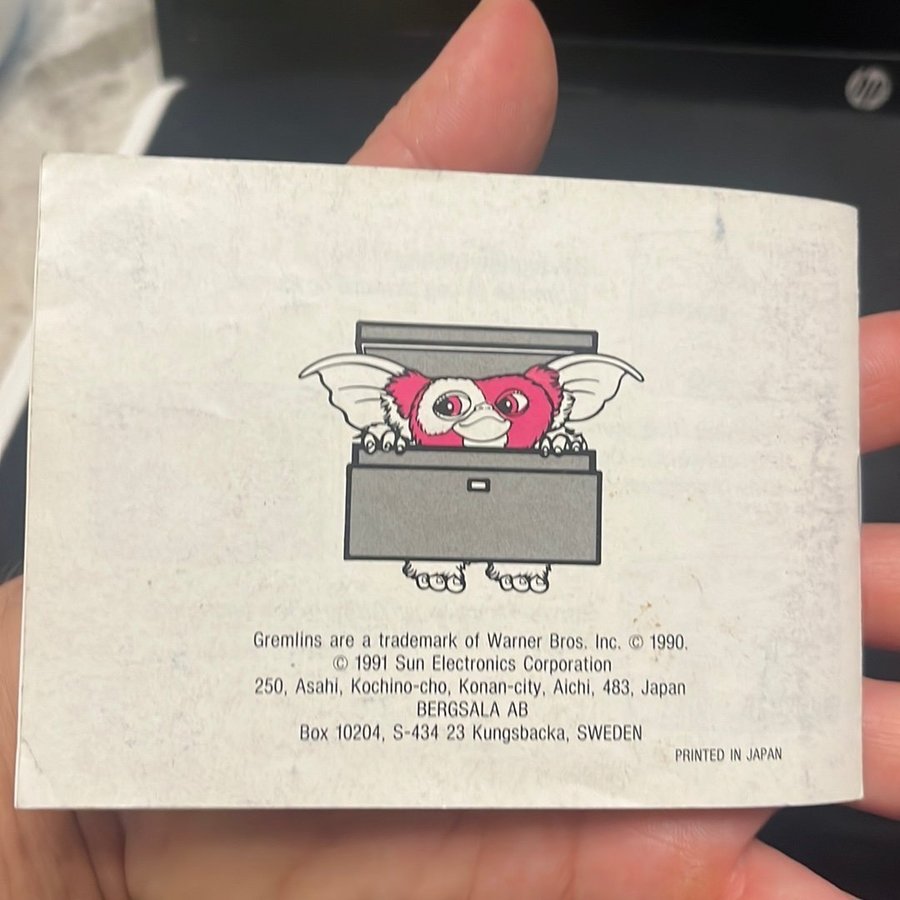 hp
Gremlins are a trademark of Warner Bros. Inc. © 1990.
© 1991 Sun Electronics Corporation
250, Asahi, Kochino-cho, Konan-city, Aichi, 483, Japan
BERGSALA AB
Box 10204, S-434 23 Kungsbacka, SWEDEN
PRINTED IN JAPAN